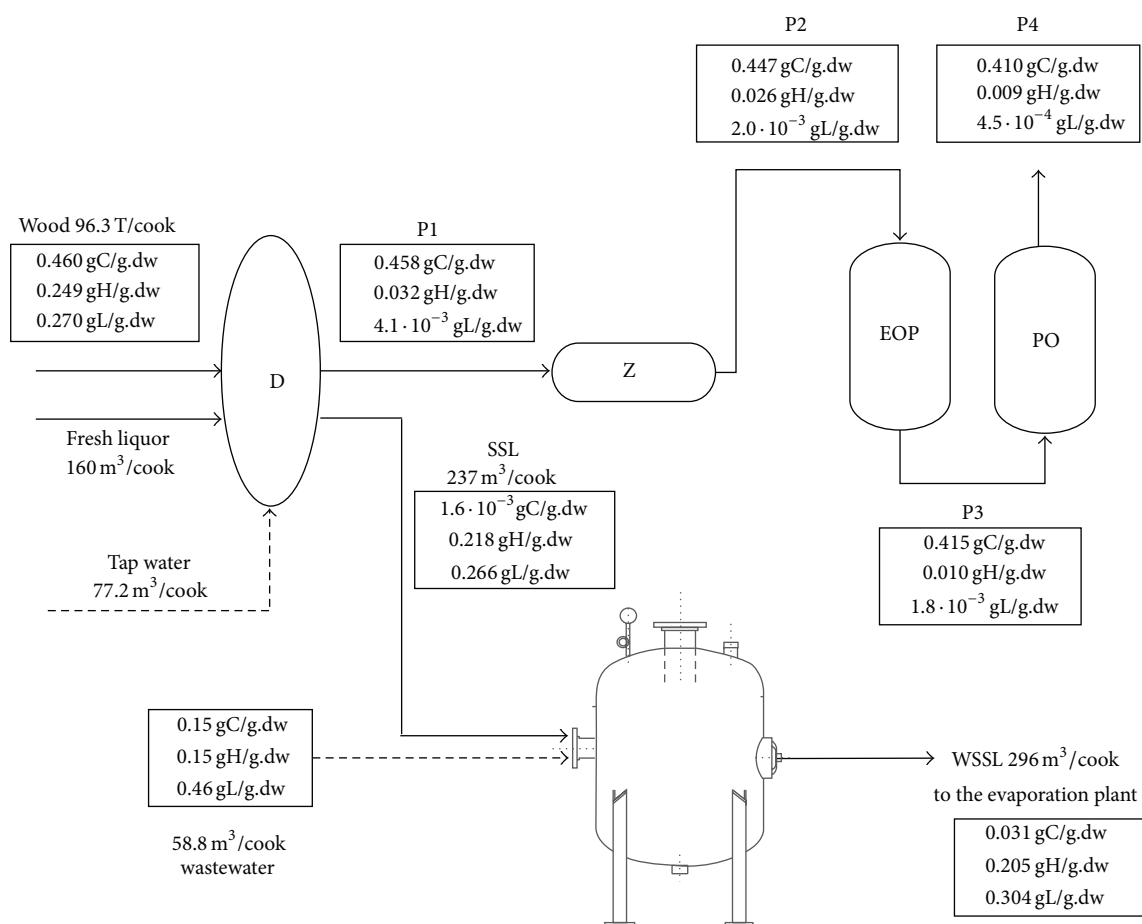 P2
0.447 gC/g.dw
0.026 gH/g.dw
2.0 · 10⁻³ gL/g.dw
P4
0.410 gC/g.dw
0.009 gH/g.dw
4.5 · 10⁻⁴ gL/g.dw
Wood 96.3 T/cook
0.460 gC/g.dw
0.249 gH/g.dw
0.270 gL/g.dw
P1
0.458 gC/g.dw
0.032 gH/g.dw
4.1 · 10⁻³ gL/g.dw
D
Z
EOP
PO
Fresh liquor
160 m³/cook
SSL
237 m³/cook
1.6 · 10⁻³ gC/g.dw
0.218 gH/g.dw
0.266 gL/g.dw
P3
0.415 gC/g.dw
0.010 gH/g.dw
1.8 · 10⁻³ gL/g.dw
Tap water
77.2 m³/cook
0.15 gC/g.dw
0.15 gH/g.dw
0.46 gL/g.dw
58.8 m³/cook
wastewater
WSSL 296 m³/cook
to the evaporation plant
0.031 gC/g.dw
0.205 gH/g.dw
0.304 gL/g.dw